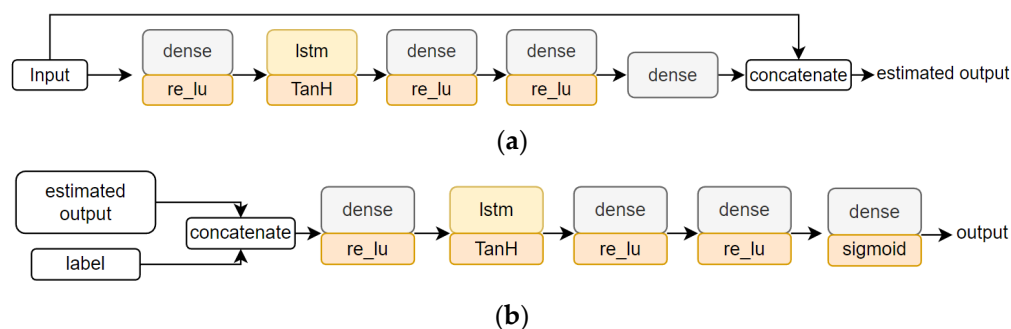 dense
lstm
dense
dense
Input
dense
concatenate
estimated output
re_lu
TanH
re_lu
re_lu
(a)
estimated
output
label
concatenate
dense
lstm
dense
dense
dense
re_lu
TanH
re_lu
re_lu
sigmoid
output
(b)